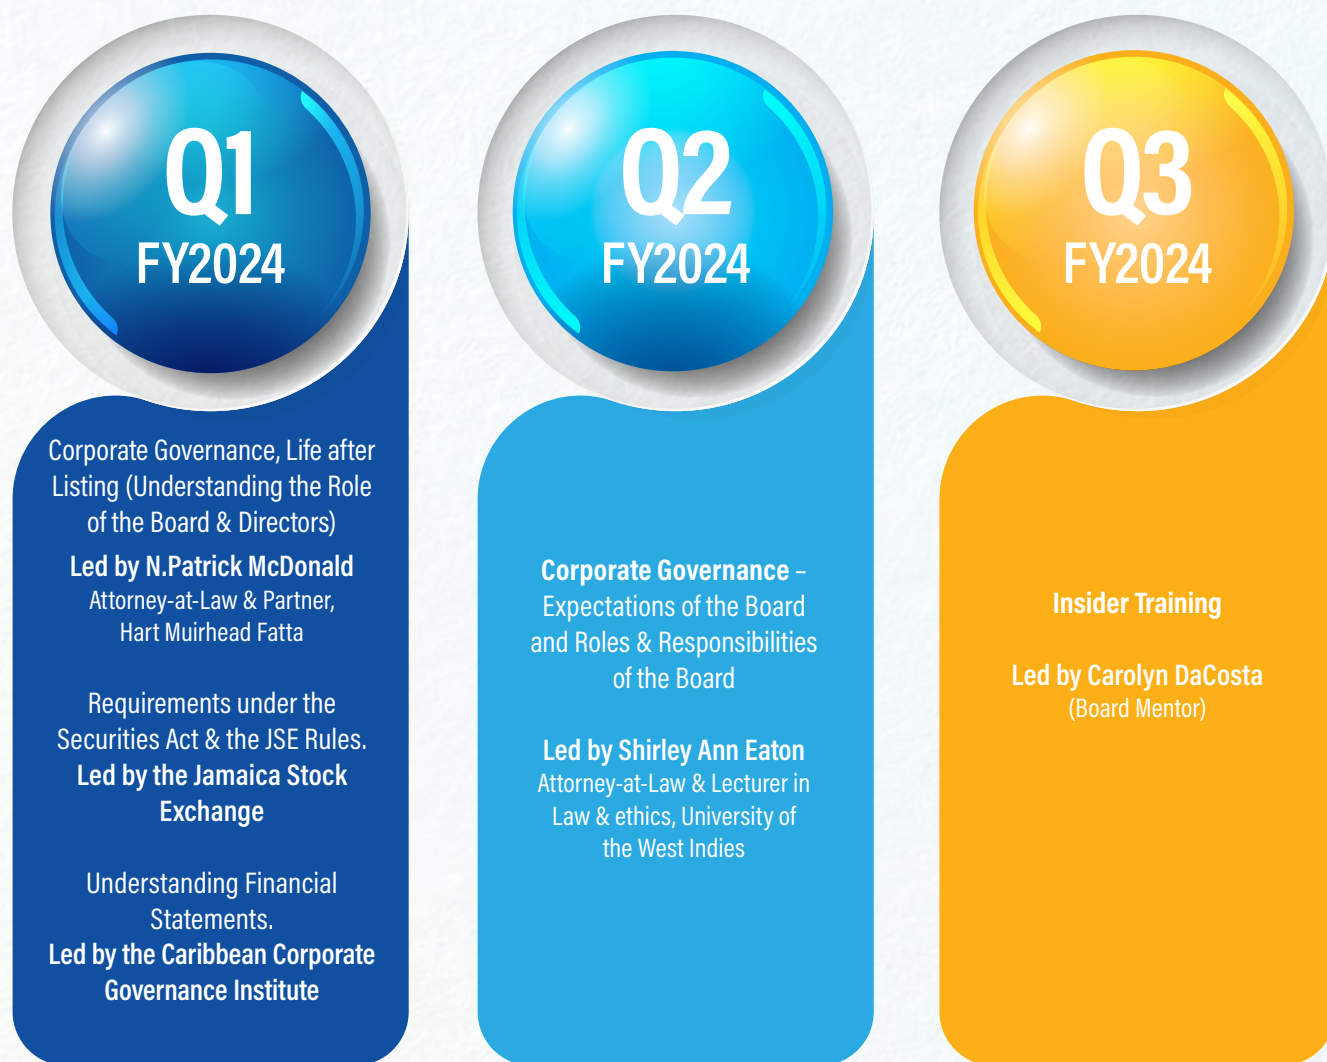 Q1
FY2024
Corporate Governance, Life after
Listing (Understanding the Role
of the Board & Directors)
Led by N.Patrick McDonald
Attorney-at-Law & Partner,
Hart Muirhead Fatta
Requirements under the
Securities Act & the JSE Rules.
Led by the Jamaica Stock
Exchange
Understanding Financial
Statements.
Led by the Caribbean Corporate
Governance Institute
Q2
FY2024
Corporate Governance –
Expectations of the Board
and Roles & Responsibilities
of the Board
Led by Shirley Ann Eaton
Attorney-at-Law & Lecturer in
Law & ethics, University of
the West Indies
Q3
FY2024
Insider Training
Led by Carolyn DaCosta
(Board Mentor)